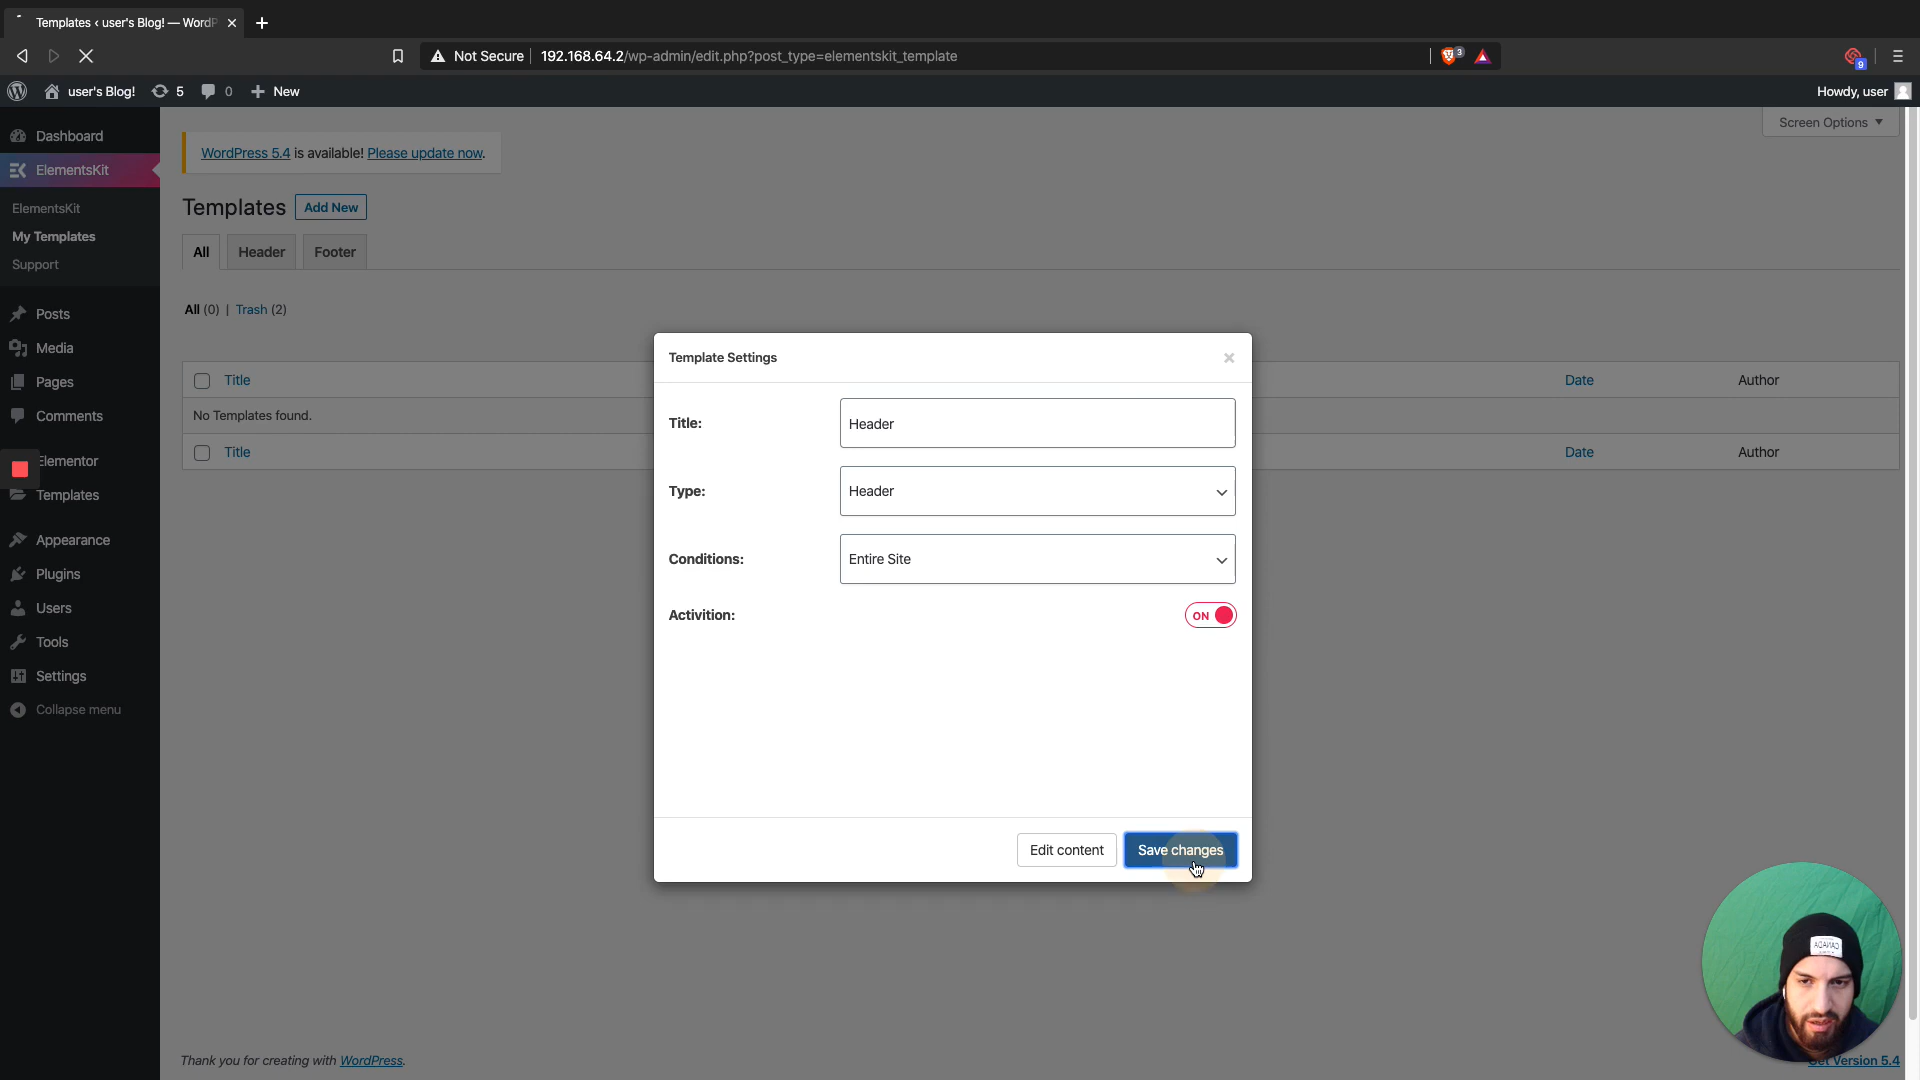 Templates ‹ user's Blog! — WordP
Not Secure 192.168.64.2/wp-admin/edit.php?post_type=elementskit_template 3 9
user's Blog! 5 0 New Howdy, user
Screen Options
Dashboard
WordPress 5.4 is available! Please update now.
ElementsKit
ElementsKit
My Templates
Support
Templates Add New
All Header Footer
All (0) | Trash (2)
Posts
Media
Pages
Comments
Elementor
Templates
Appearance
Plugins
Users
Tools
Settings
Collapse menu
Title Date Author
No Templates found.
Title Date Author
Template Settings
Title: Header
Type: Header
Conditions: Entire Site
Activition: ON
Edit content Save changes
CANADA
Thank you for creating with WordPress.
Get Version 5.4